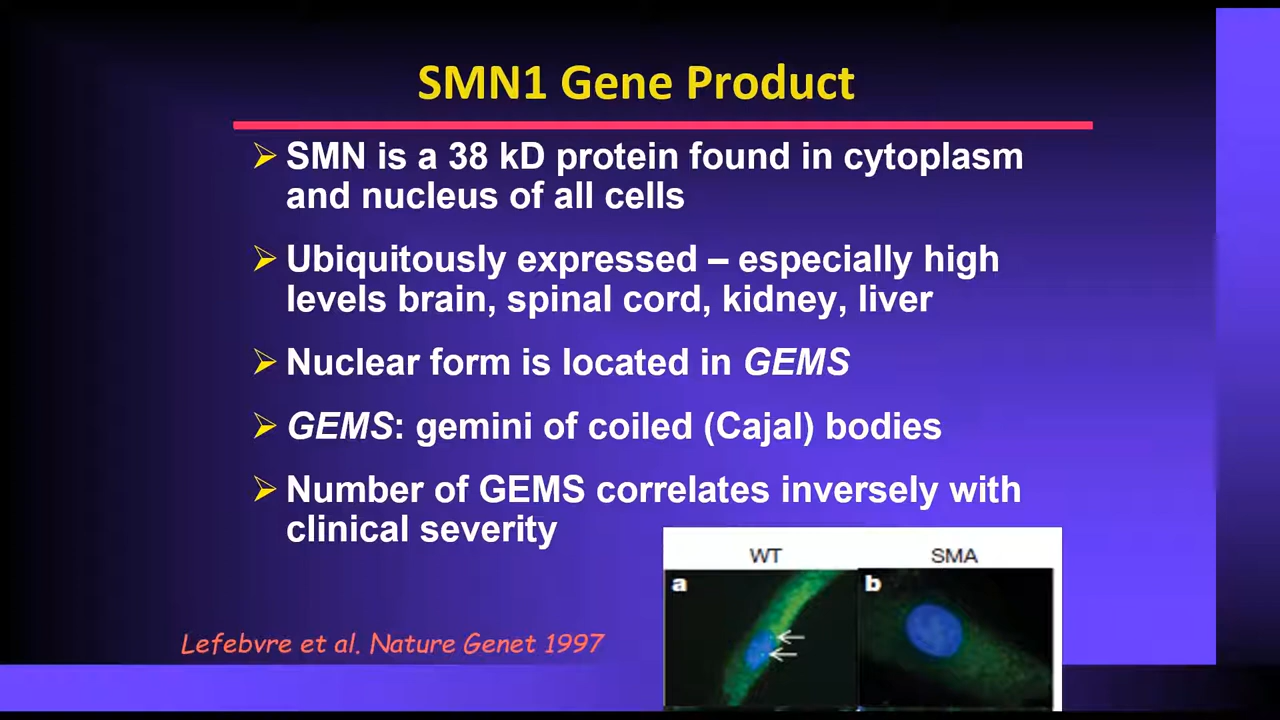 SMN1 Gene Product
SMN is a 38 kD protein found in cytoplasm
and nucleus of all cells
Ubiquitously expressed – especially high
levels brain, spinal cord, kidney, liver
Nuclear form is located in GEMS
GEMS: gemini of coiled (Cajal) bodies
Number of GEMS correlates inversely with
clinical severity
WT SMA
a b
Lefebvre et al. Nature Genet 1997